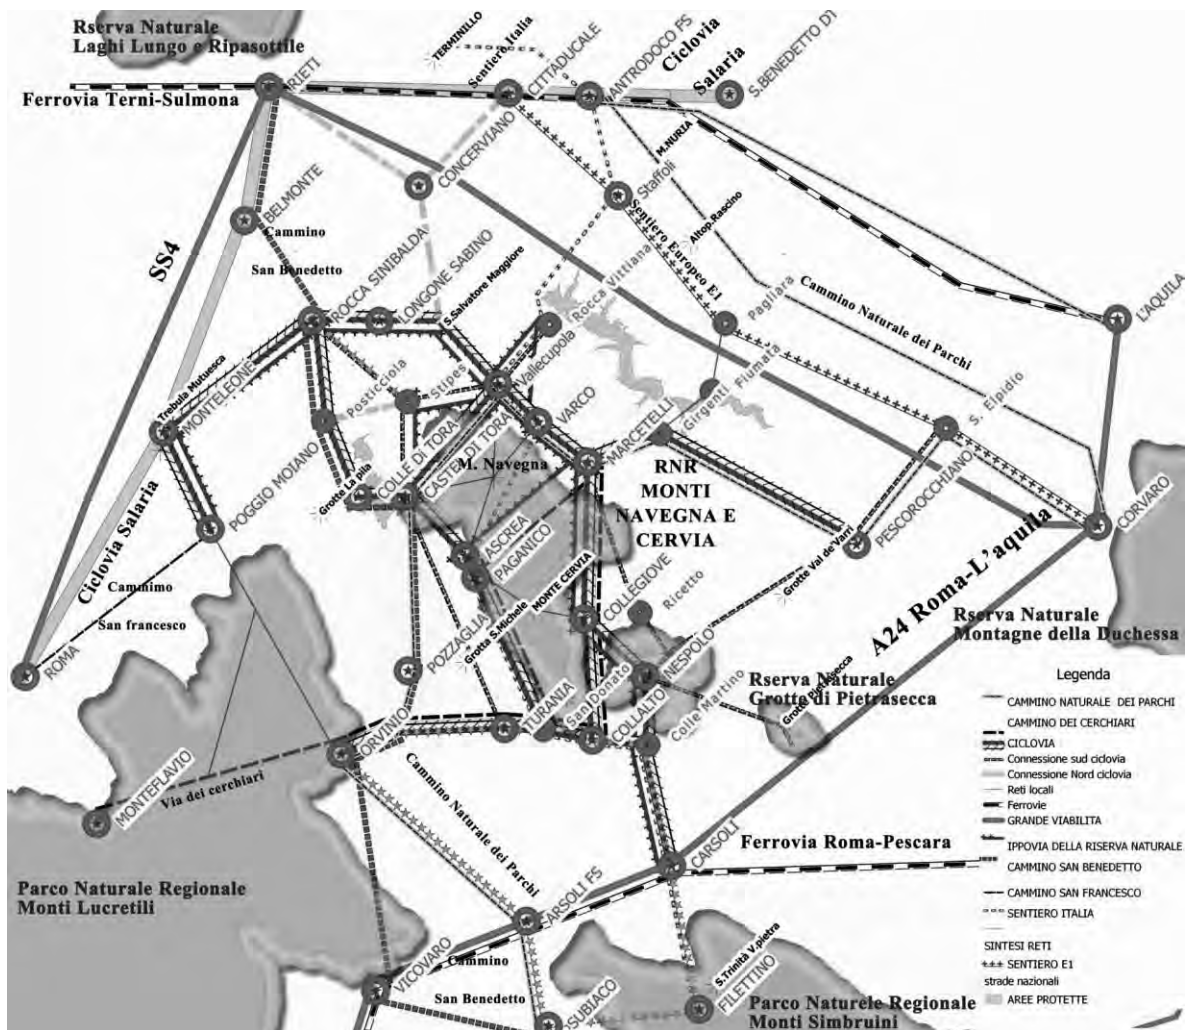 Rserva Naturale
Laghi Lungo e Ripasottile
TERMINILLO
Sentiero Italia
CITTADUCALE
ANTRODOCO FS
Ciclovia
Salaria
S.BENEDETTO DT
RIETI
Ferrovia Terni-Sulmona
CONCERVIANO
M.NURIA
Staffoli
BELMONTE
Cammino
San Benedetto
SS4
Sentiero Europeo E1
Altop.Rascino
ROCCA SINIBALDA
LONGONE SABINO
S.Salvatore Maggiore
Rocca Vittiana
Pagliara
Cammino Naturale dei Parchi
L'AQUILA
Trebula Mutuesca
MONTELEONE
Posticciola
Stipes
Vallecupola
VARCO
Girgenti
Fiumata
S. Elpidio
POGGIO MOIANO
Grotte La pila
COLLE DI TORA
CASTEL DI TORA
M. Navegna
MARCETELLI
RNR
MONTI
NAVEGNA E
CERVIA
PESCOROCCHIANO
CORVARO
Ciclovia Salaria
Camminimo
San francesco
ROMA
ASCREA
PAGANICO
Grotta S.Michele
MONTE CERVIA
COLLEGIOVE
Ricetto
Grotte Val de Varri
A24 Roma-L'aquila
Rserva Naturale
Montagne della Duchessa
POZZAGLIA
NESPOLO
Rserva Naturale
Grotte di Pietrasecca
Grotte Pietrasecca
ORVINIO
TURANIA
San Donato
COLLALTO
Colle Martino
MONTEFLAVIO
Via dei cerchiari
Cammino Naturale dei Parchi
CARSOLI
Ferrovia Roma-Pescara
CARSOLI FS
Parco Naturale Regionale
Monti Lucretili
VICOVARO
Cammino
San Benedetto
SUBIACO
S.Trinità V.pietra
FILETTINO
Parco Naturele Regionale
Monti Simbruini
Legenda
CAMMINO NATURALE DEI PARCHI
CAMMINO DEI CERCHIARI
CICLOVIA
Connessione sud ciclovia
Connessione Nord ciclovia
Reti locali
Ferrovie
GRANDE VIABILITA
IPPOVIA DELLA RISERVA NATURALE
CAMMINO SAN BENEDETTO
CAMMINO SAN FRANCESCO
SENTIERO ITALIA
SINTESI RETI
SENTIERO E1
strade nazionali
AREE PROTETTE